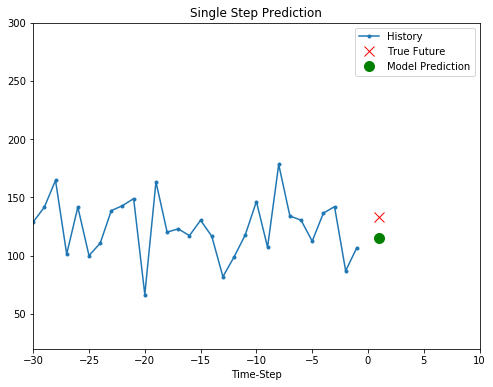 Single Step Prediction
History
True Future
Model Prediction
300
250
200
150
100
50
−30 −25 −20 −15 −10 −5 0 5 10
Time-Step